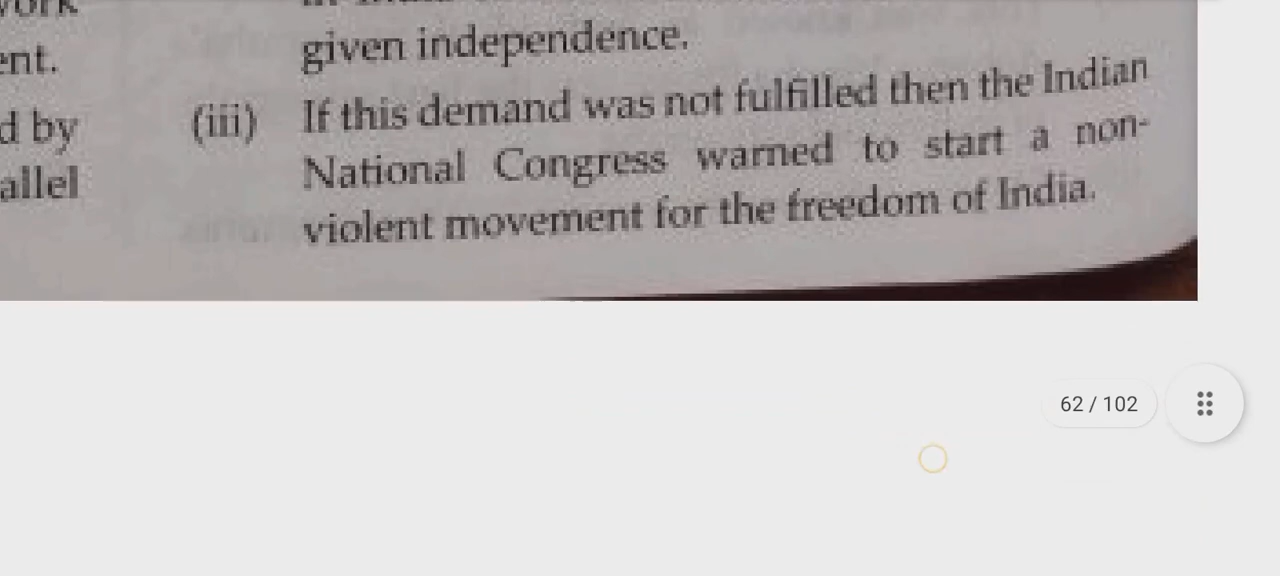 given independence.
ent.
(iii) If this demand was not fulfilled then the Indian
d by
National Congress warned to start a non-
allel
violent movement for the freedom of India.
62 / 102